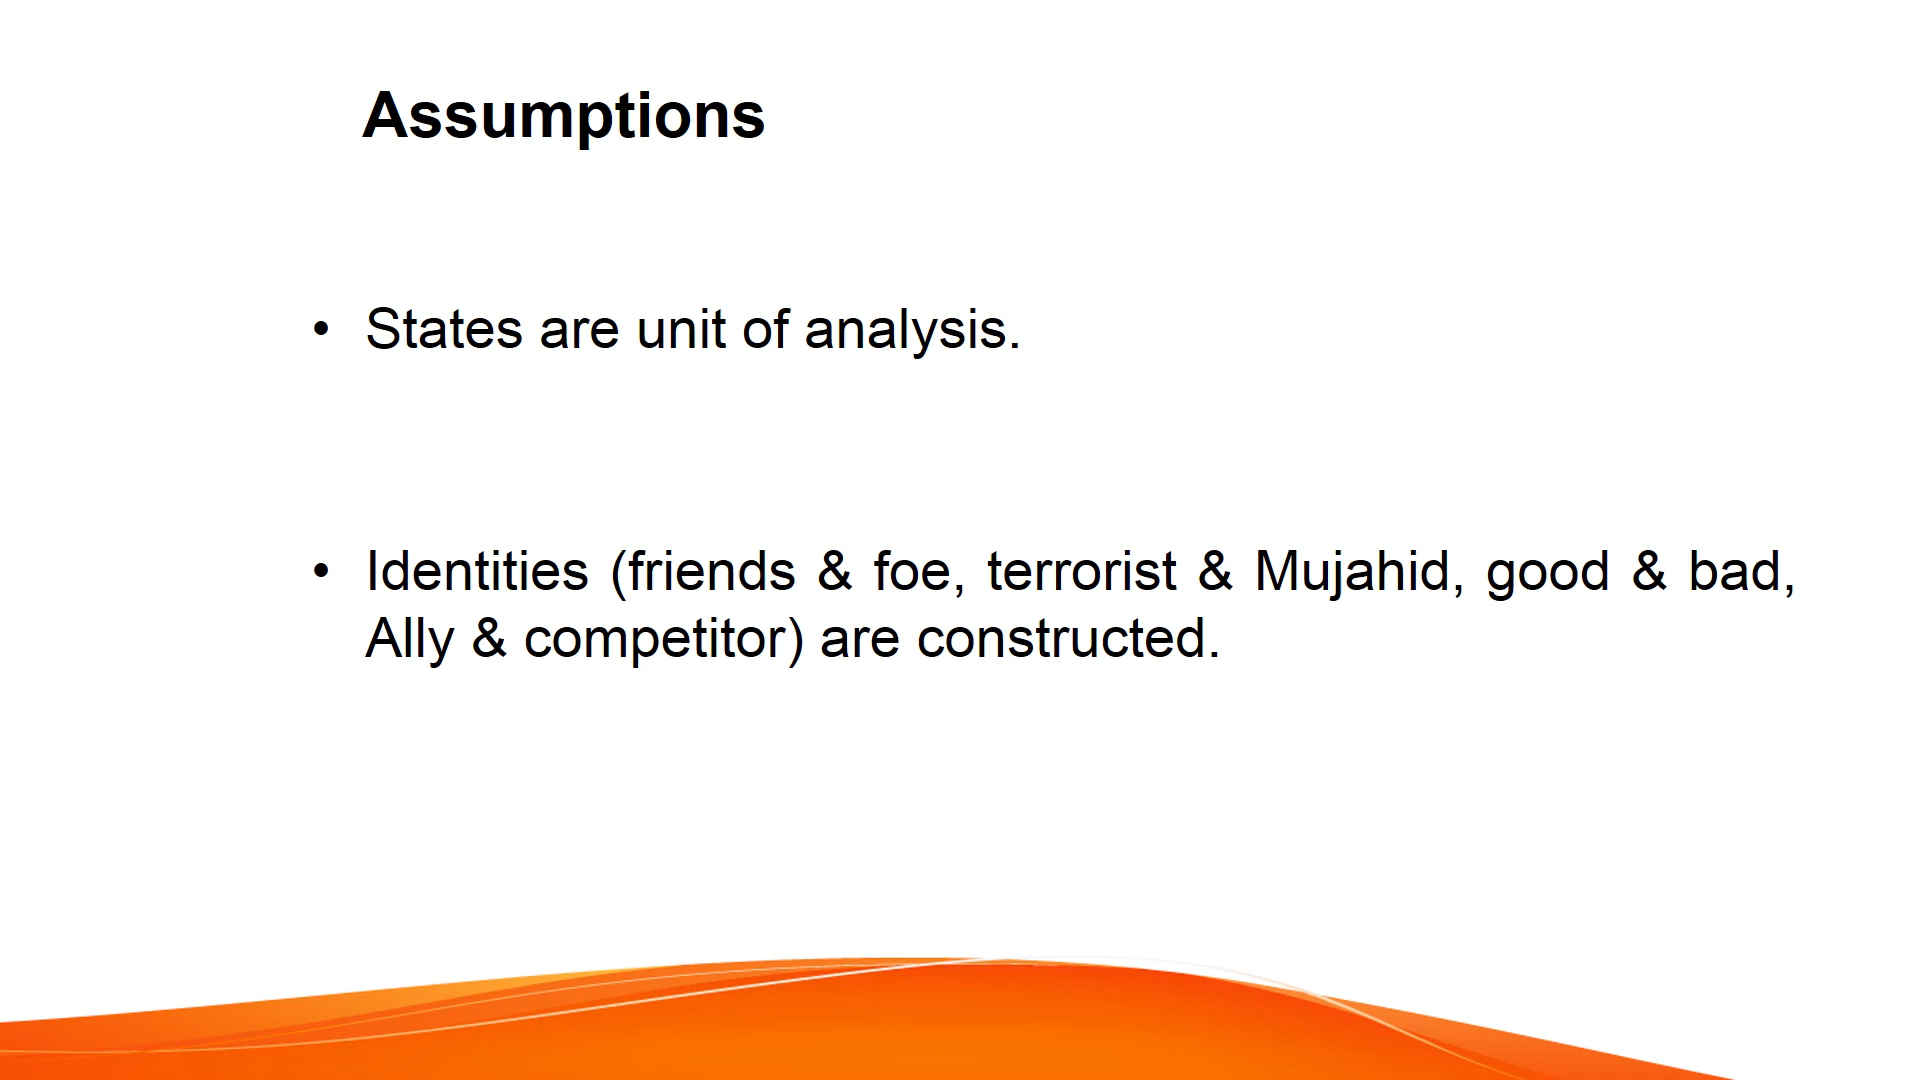 Assumptions
• States are unit of analysis.
• Identities (friends & foe, terrorist & Mujahid, good & bad,
Ally & competitor) are constructed.